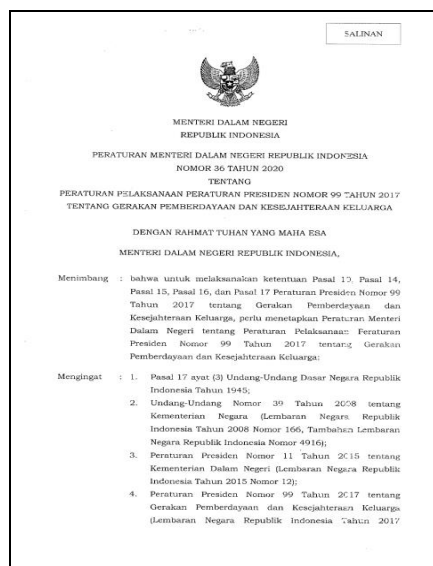 SALINAN
MENTERI DALAM NEGERI
REPUBLIK INDONESIA
PERATURAN MENTERI DALAM NEGERI REPUBLIK INDONESIA
NOMOR 36 TAHUN 2020
TENTANG
PERATURAN PELAKSANAAN PERATURAN PRESIDEN NOMOR 99 TAHUN 2017
TENTANG GERAKAN PEMBERDAYAAN DAN KESEJAHTERAAN KELUARGA
DENGAN RAHMAT TUHAN YANG MAHA ESA
MENTERI DALAM NEGERI REPUBLIK INDONESIA,
Menimbang : bahwa untuk melaksanakan ketentuan Pasal 10, Pasal 14,
Pasal 15, Pasal 16, dan Pasal 17 Peraturan Presiden Nomor 99
Tahun 2017 tentang Gerakan Pemberdayaan dan
Kesejahteraan Keluarga, perlu menetapkan Peraturan Menteri
Dalam Negeri tentang Peraturan Pelaksanaan Peraturan
Presiden Nomor 99 Tahun 2017 tentang Gerakan
Pemberdayaan dan Kesejahteraan Keluarga;
Mengingat : 1. Pasal 17 ayat (3) Undang-Undang Dasar Negara Republik
Indonesia Tahun 1945;
2. Undang-Undang Nomor 39 Tahun 2008 tentang
Kementerian Negara (Lembaran Negara Republik
Indonesia Tahun 2008 Nomor 166, Tambahan Lembaran
Negara Republik Indonesia Nomor 4916);
3. Peraturan Presiden Nomor 11 Tahun 2015 tentang
Kementerian Dalam Negeri (Lembaran Negara Republik
Indonesia Tahun 2015 Nomor 12);
4. Peraturan Presiden Nomor 99 Tahun 2017 tentang
Gerakan Pemberdayaan dan Kesejahteraan Keluarga
(Lembaran Negara Republik Indonesia Tahun 2017